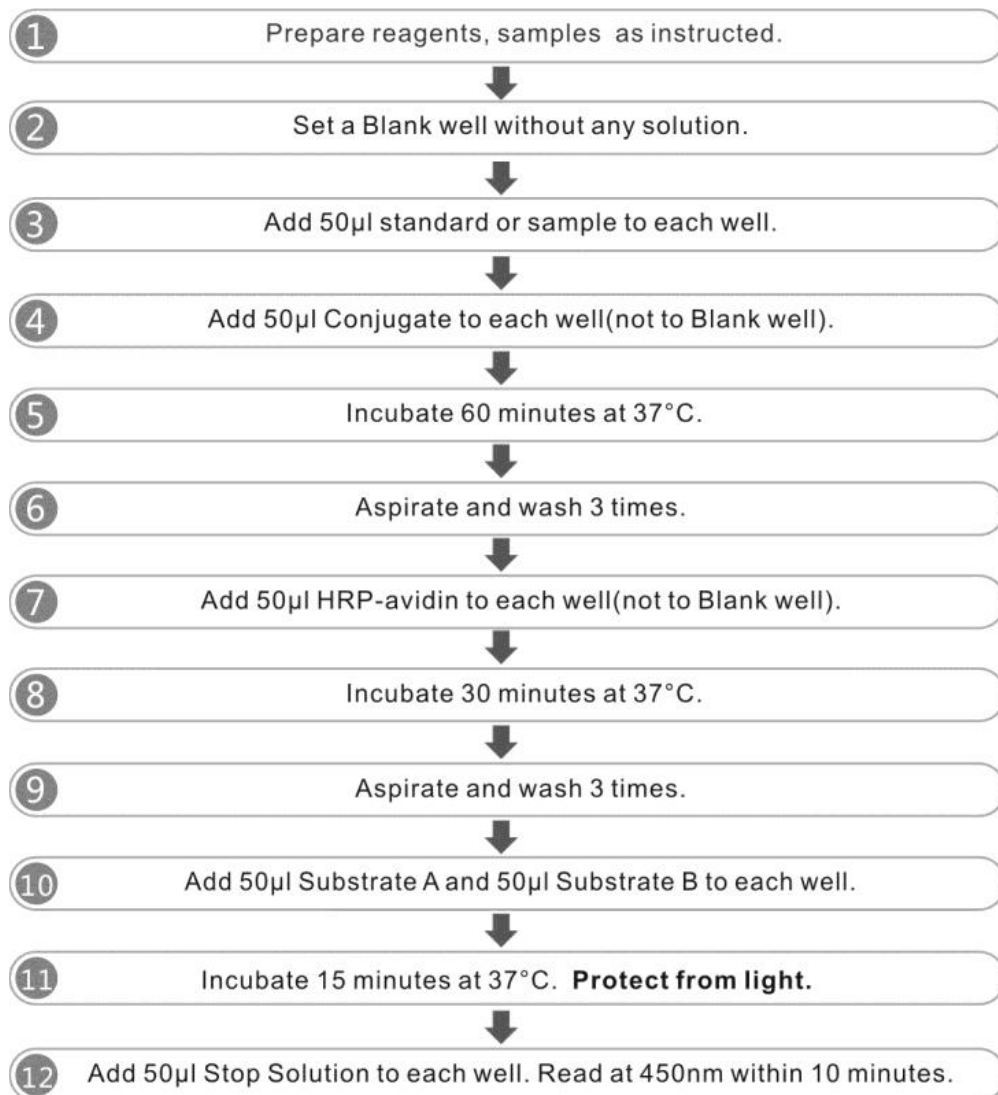 1 Prepare reagents, samples as instructed.
2 Set a Blank well without any solution.
3 Add 50µl standard or sample to each well.
4 Add 50µl Conjugate to each well(not to Blank well).
5 Incubate 60 minutes at 37°C.
6 Aspirate and wash 3 times.
7 Add 50µl HRP-avidin to each well(not to Blank well).
8 Incubate 30 minutes at 37°C.
9 Aspirate and wash 3 times.
10 Add 50µl Substrate A and 50µl Substrate B to each well.
11 Incubate 15 minutes at 37°C. Protect from light.
12 Add 50µl Stop Solution to each well. Read at 450nm within 10 minutes.